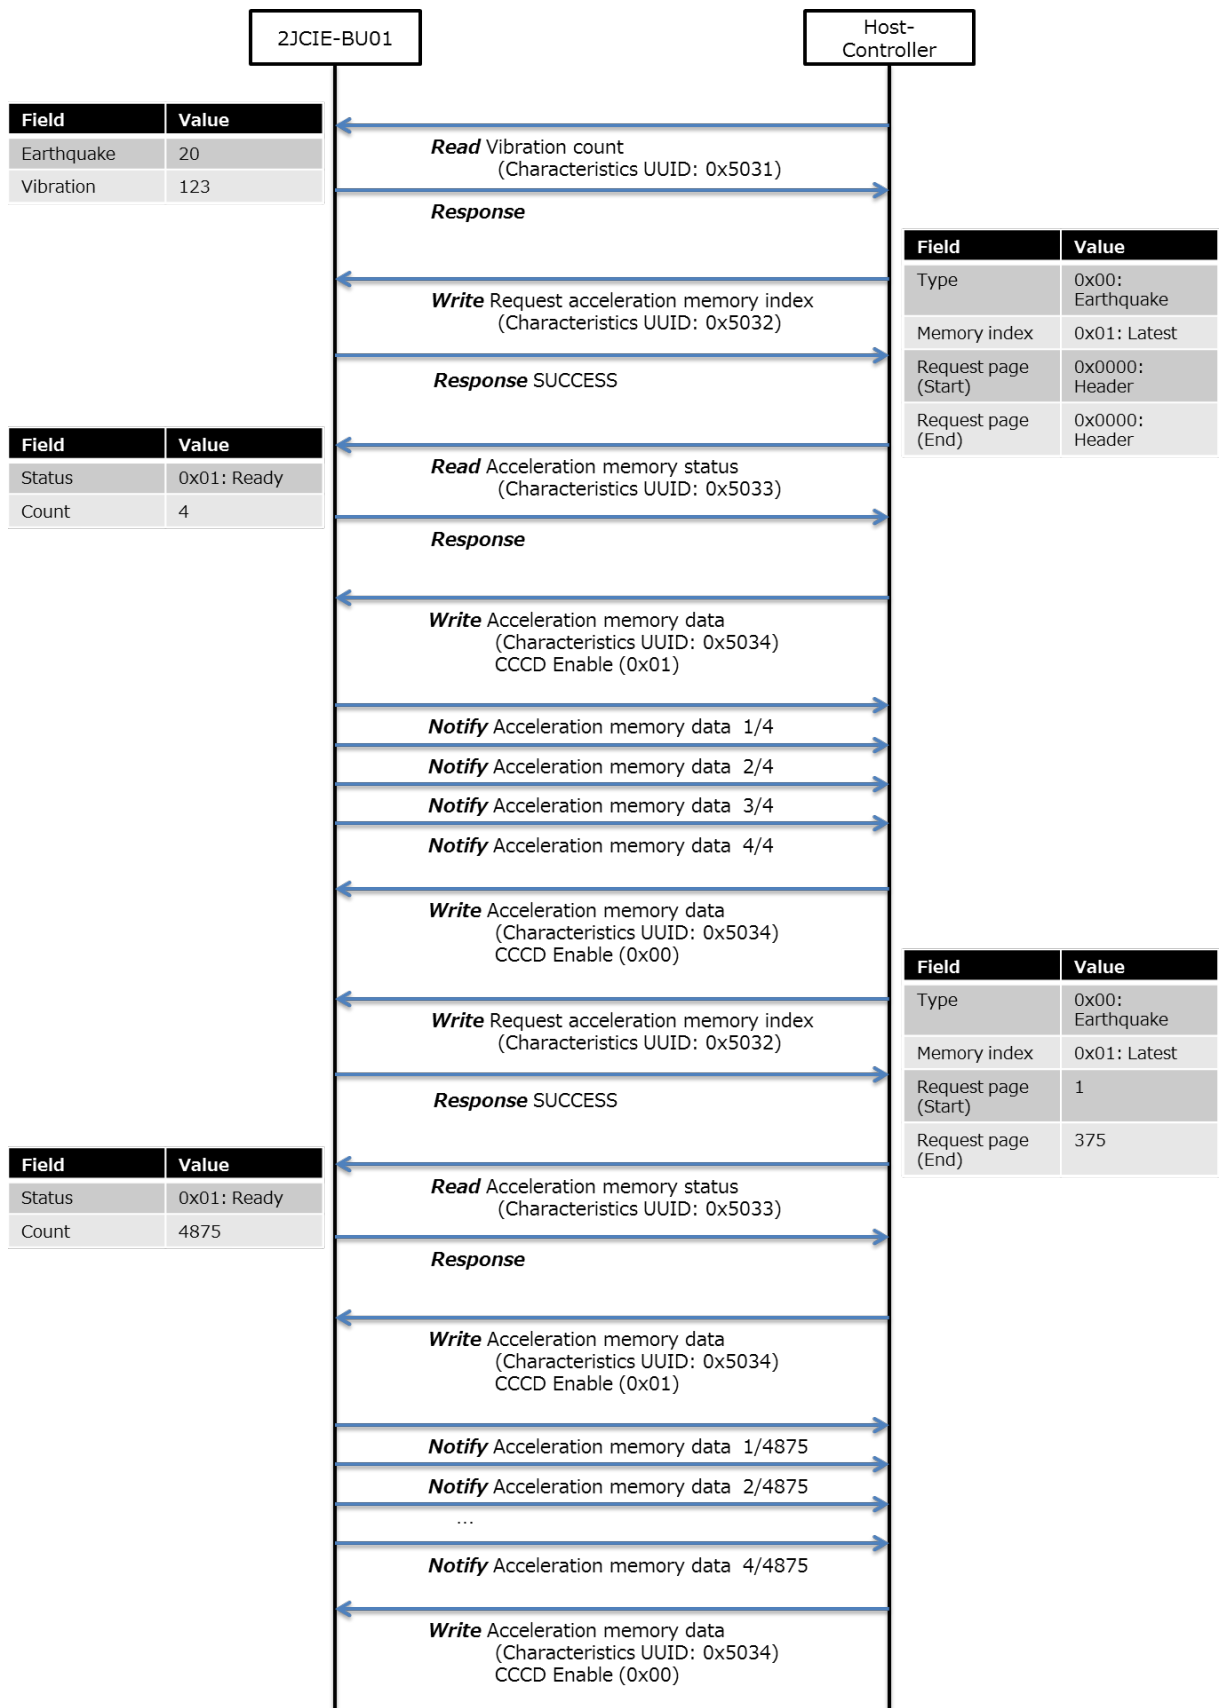 2JCIE-BU01
Host-
Controller
Field Value
Earthquake 20
Vibration 123
Read Vibration count
(Characteristics UUID: 0x5031)
Response
Field Value
Type 0x00:
Earthquake
Memory index 0x01: Latest
Request page 0x0000:
(Start) Header
Request page 0x0000:
(End) Header
Write Request acceleration memory index
(Characteristics UUID: 0x5032)
Response SUCCESS
Field Value
Status 0x01: Ready
Count 4
Read Acceleration memory status
(Characteristics UUID: 0x5033)
Response
Write Acceleration memory data
(Characteristics UUID: 0x5034)
CCCD Enable (0x01)
Notify Acceleration memory data 1/4
Notify Acceleration memory data 2/4
Notify Acceleration memory data 3/4
Notify Acceleration memory data 4/4
Write Acceleration memory data
(Characteristics UUID: 0x5034)
CCCD Enable (0x00)
Field Value
Type 0x00:
Earthquake
Memory index 0x01: Latest
Request page 1
(Start)
Request page 375
(End)
Write Request acceleration memory index
(Characteristics UUID: 0x5032)
Response SUCCESS
Field Value
Status 0x01: Ready
Count 4875
Read Acceleration memory status
(Characteristics UUID: 0x5033)
Response
Write Acceleration memory data
(Characteristics UUID: 0x5034)
CCCD Enable (0x01)
Notify Acceleration memory data 1/4875
Notify Acceleration memory data 2/4875
...
Notify Acceleration memory data 4/4875
Write Acceleration memory data
(Characteristics UUID: 0x5034)
CCCD Enable (0x00)